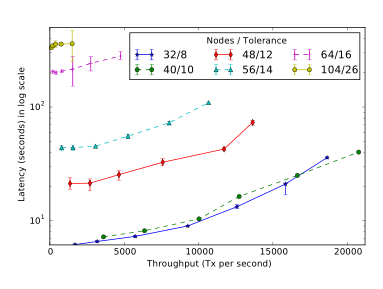 Nodes / Tolerance
32/8 48/12 64/16
40/10 56/14 104/26
Latency (seconds) in log scale
10²
10¹
0 5000 10000 15000 20000
Throughput (Tx per second)